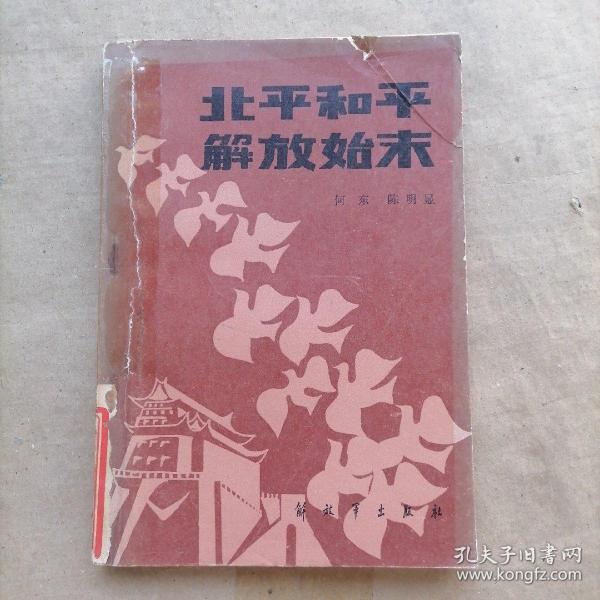 北平和平
解放始末
何东 陈明显
解放军出版社
孔夫子旧书网
www.kongfz.com